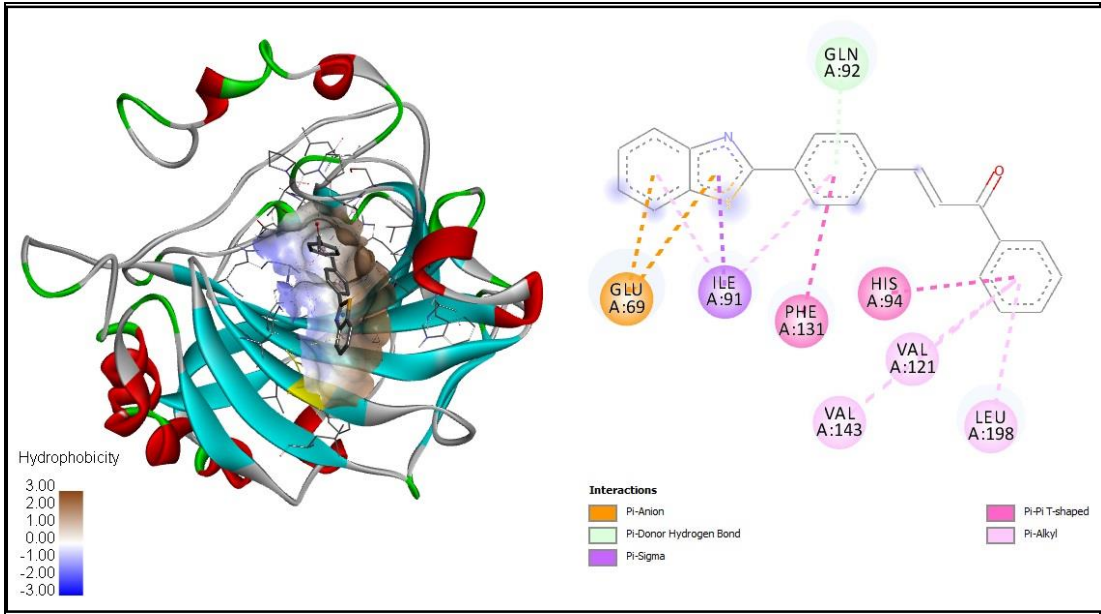 GLN
A:92
N
O
S
GLU
A:69
ILE
A:91
PHE
A:131
HIS
A:94
VAL
A:121
VAL
A:143
LEU
A:198
Hydrophobicity
3.00
2.00
1.00
0.00
-1.00
-2.00
-3.00
Interactions
Pi-Anion
Pi-Donor Hydrogen Bond
Pi-Sigma
Pi-Pi T-shaped
Pi-Alkyl